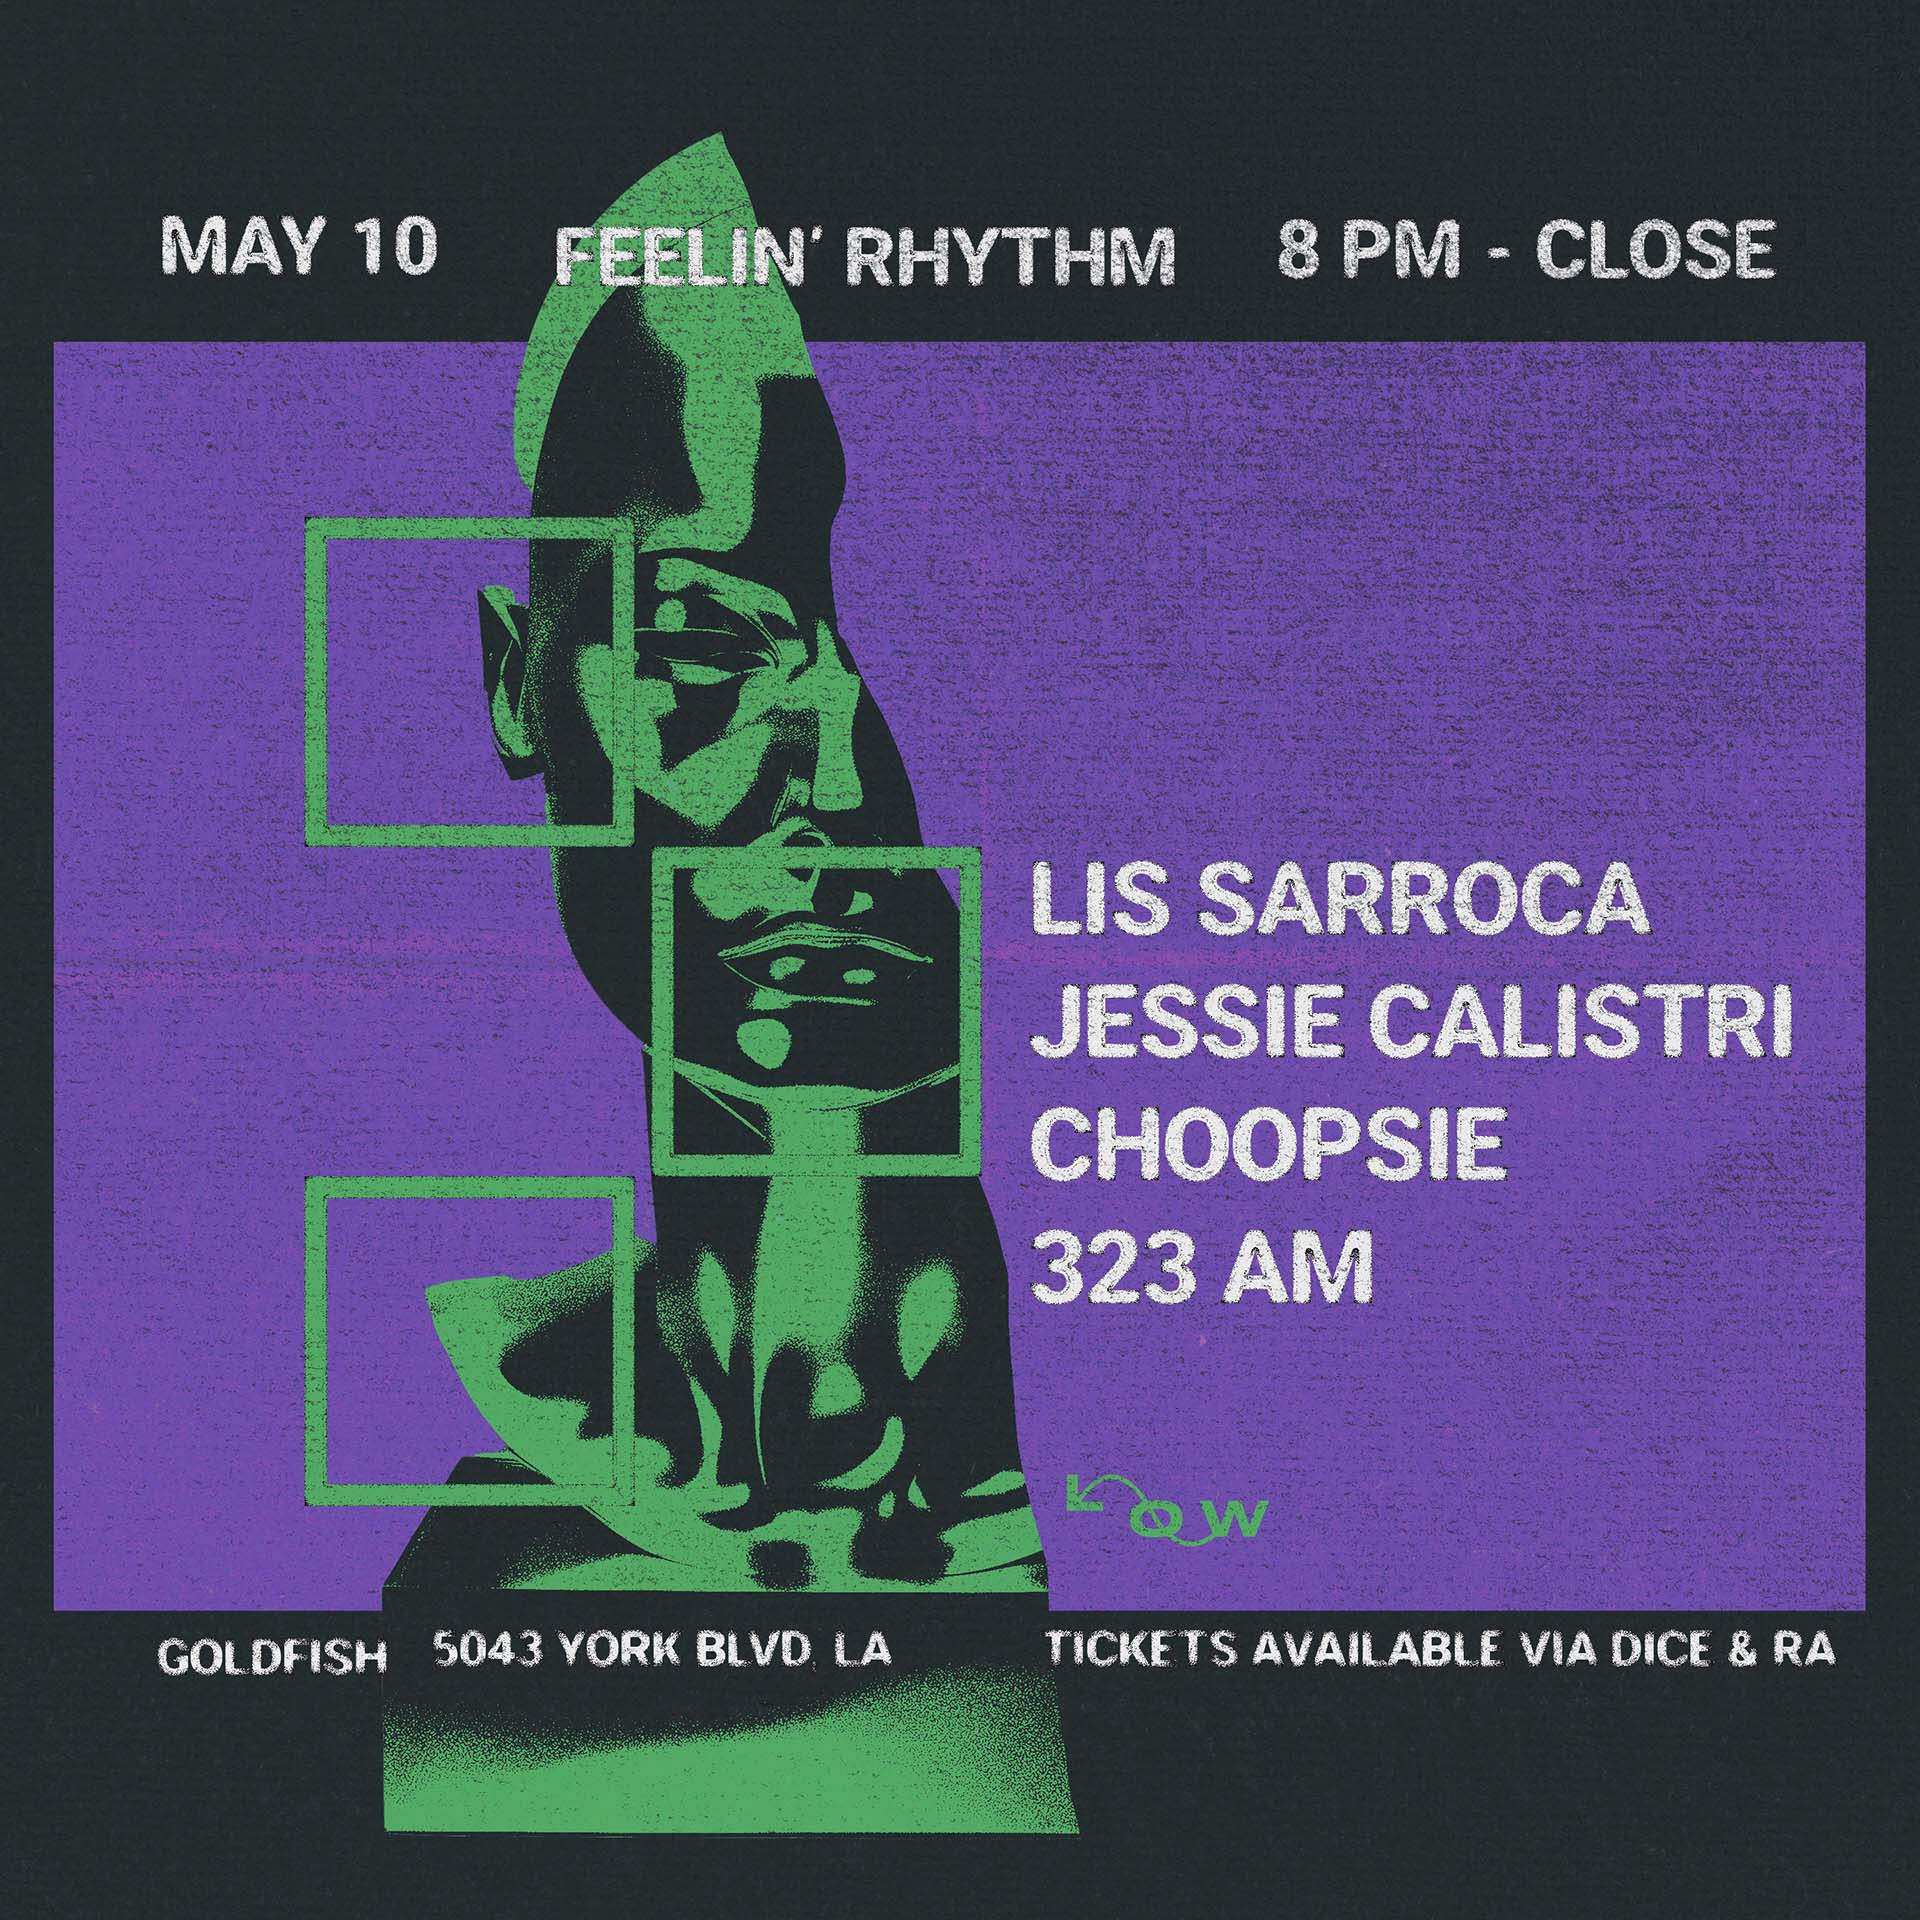 MAY 10 FEELIN' RHYTHM 8 PM - CLOSE
LIS SARROCA
JESSIE CALISTRI
CHOOPSIE
323 AM
LOW
GOLDFISH 5043 YORK BLVD, LA TICKETS AVAILABLE VIA DICE & RA